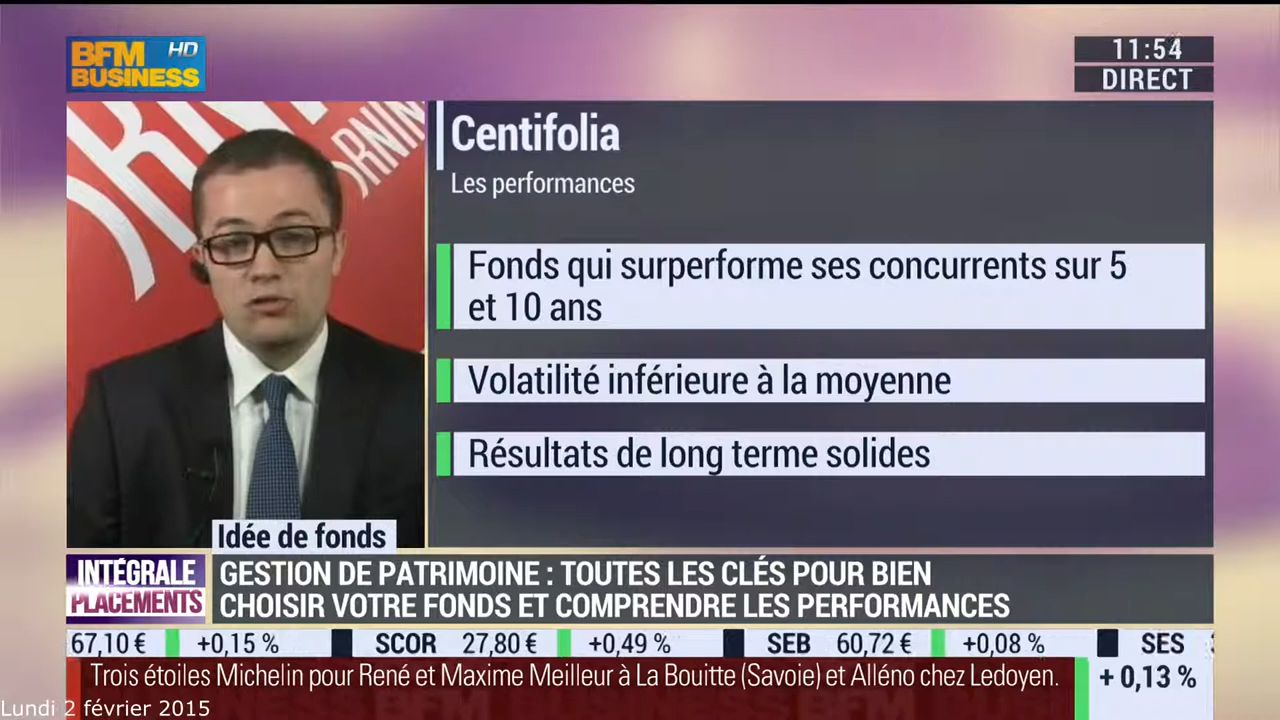 BFM HD
BUSINESS
11:54
DIRECT
ORNIN
Centifolia
Les performances
Fonds qui surperforme ses concurrents sur 5
et 10 ans
Volatilité inférieure à la moyenne
Résultats de long terme solides
Idée de fonds
INTÉGRALE
PLACEMENTS
GESTION DE PATRIMOINE : TOUTES LES CLÉS POUR BIEN
CHOISIR VOTRE FONDS ET COMPRENDRE LES PERFORMANCES
67,10 € +0,15 % SCOR 27,80 € +0,49 % SEB 60,72 € +0,08 % SES
Trois étoiles Michelin pour René et Maxime Meilleur à La Bouitte (Savoie) et Alléno chez Ledoyen.
+ 0,13 %
Lundi 2 février 2015